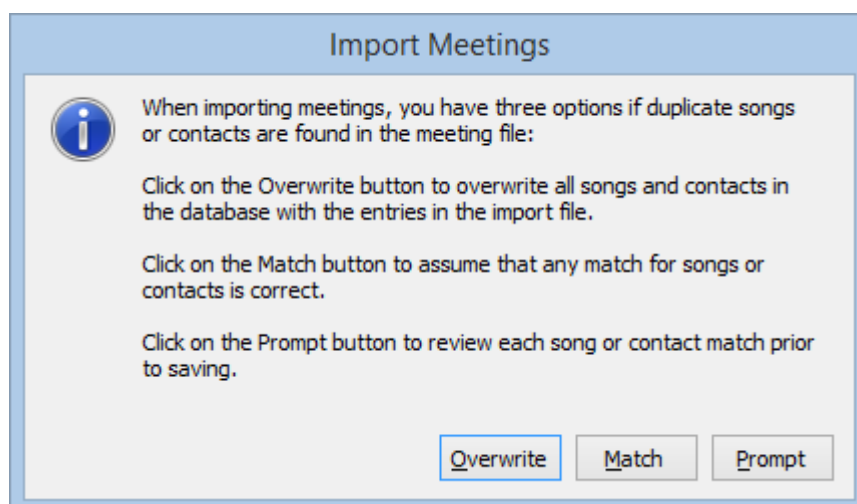 Import Meetings
When importing meetings, you have three options if duplicate songs
or contacts are found in the meeting file:
Click on the Overwrite button to overwrite all songs and contacts in
the database with the entries in the import file.
Click on the Match button to assume that any match for songs or
contacts is correct.
Click on the Prompt button to review each song or contact match prior
to saving.
Overwrite Match Prompt